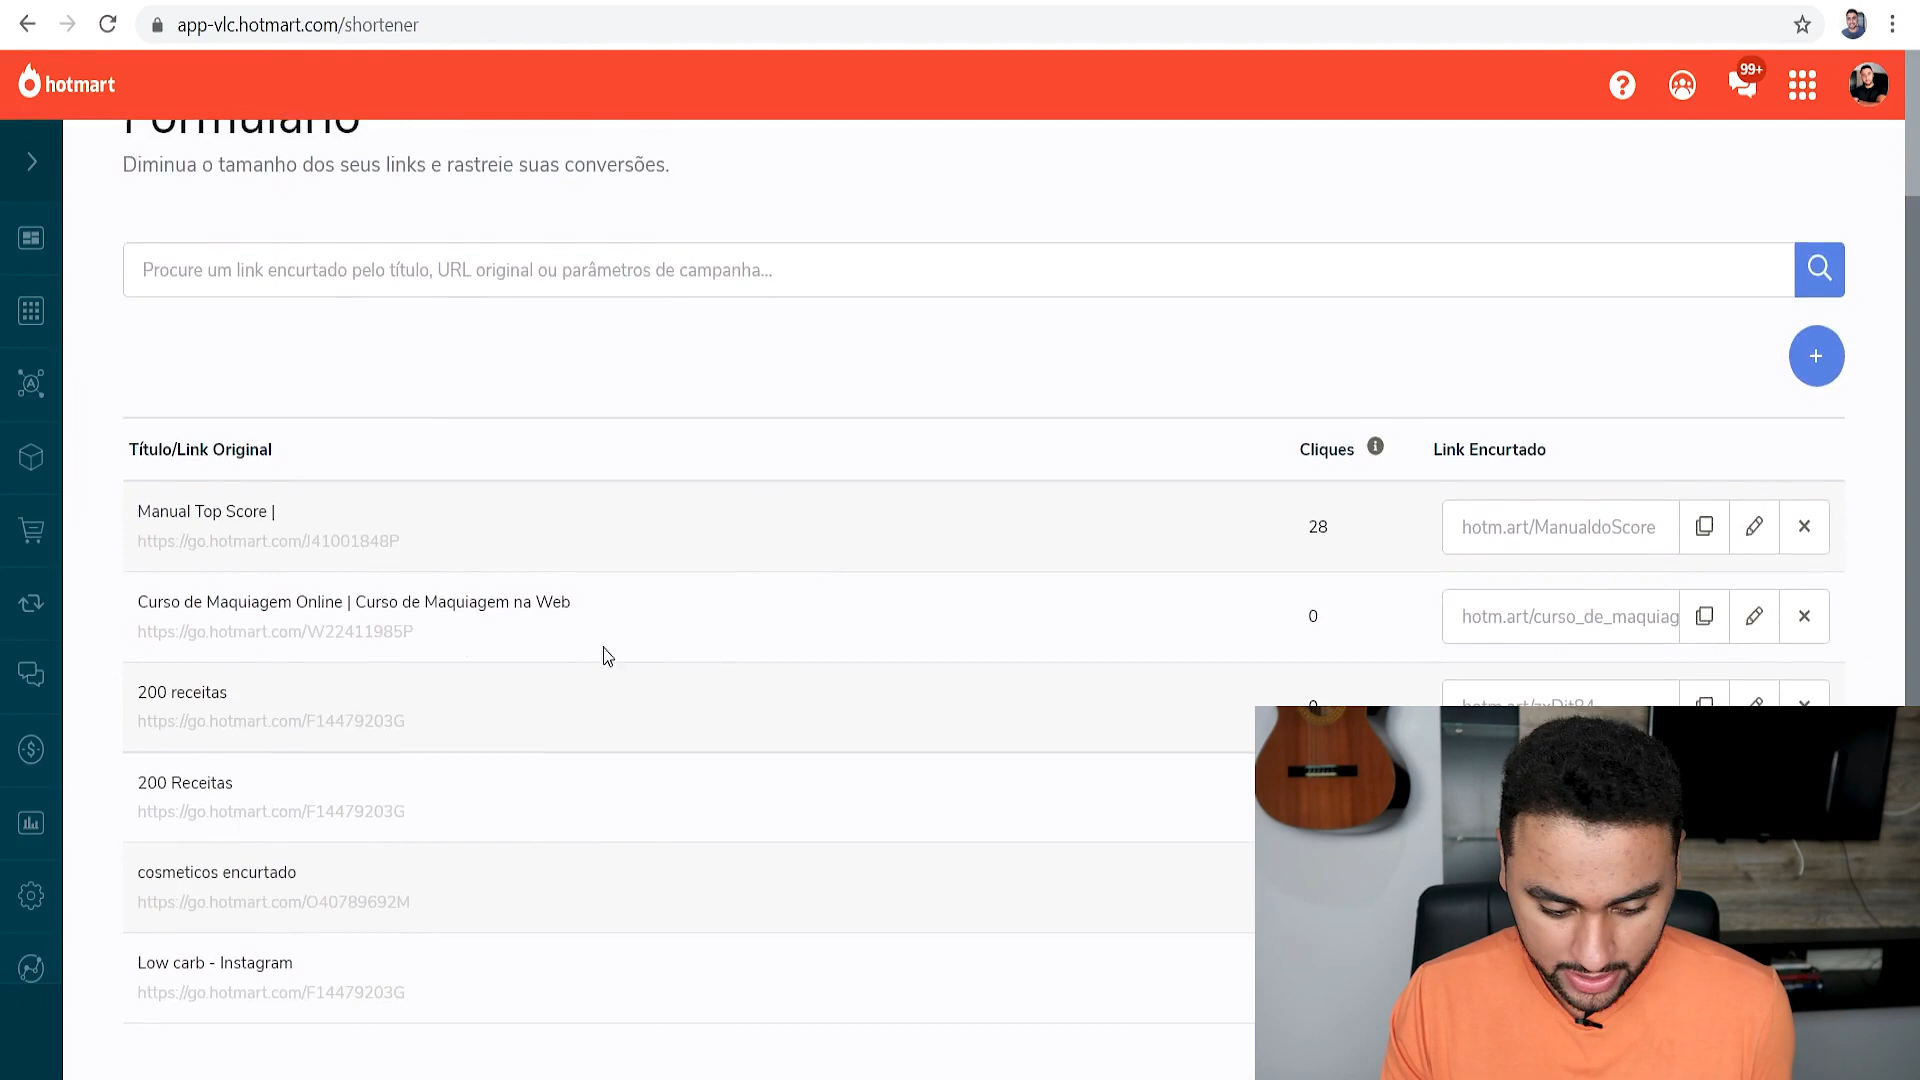 app-vlc.hotmart.com/shortener
hotmart
99+
Formulário
Diminua o tamanho dos seus links e rastreie suas conversões.
Procure um link encurtado pelo título, URL original ou parâmetros de campanha...
+
Título/Link Original Cliques Link Encurtado
Manual Top Score |
https://go.hotmart.com/J41001848P
28 hotm.art/ManualdoScore
Curso de Maquiagem Online | Curso de Maquiagem na Web
https://go.hotmart.com/W22411985P
0 hotm.art/curso_de_maquiag
200 receitas
https://go.hotmart.com/F14479203G
0
200 Receitas
https://go.hotmart.com/F14479203G
cosmeticos encurtado
https://go.hotmart.com/O40789692M
Low carb - Instagram
https://go.hotmart.com/F14479203G